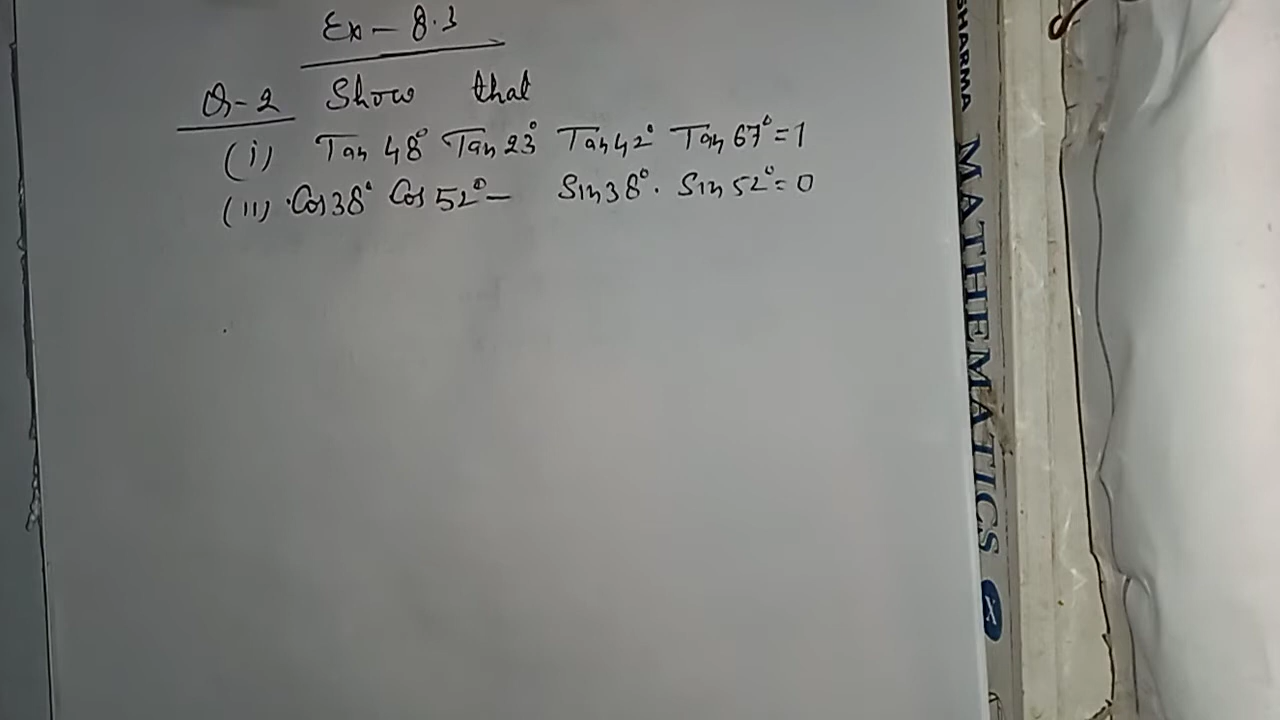 Ex - 8.3
Q-2 Show that
(i) Tan 48° Tan 23° Tan 42° Tan 67° = 1
(ii) Cos 38° Cos 52° - Sin 38° . Sin 52° = 0
SHARMA MATHEMATICS X